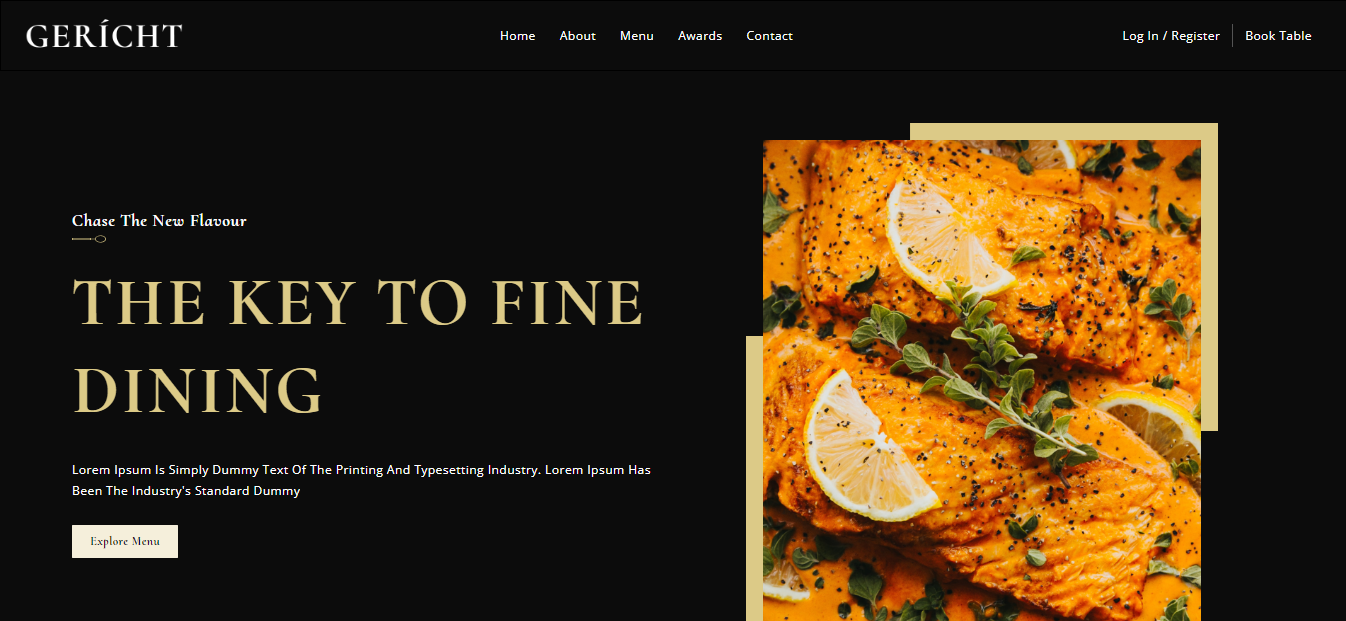 GERÍCHT
Home About Menu Awards Contact
Log In / Register Book Table
Chase The New Flavour
THE KEY TO FINE
DINING
Lorem Ipsum Is Simply Dummy Text Of The Printing And Typesetting Industry. Lorem Ipsum Has
Been The Industry's Standard Dummy
Explore Menu